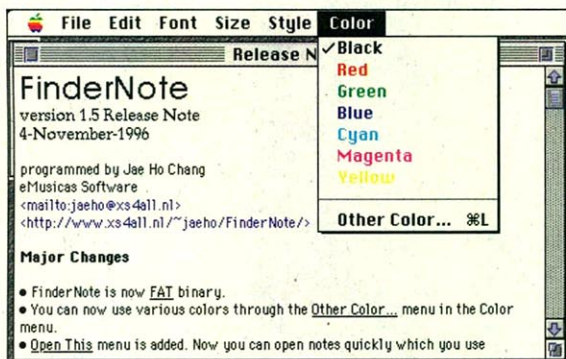 File Edit Font Size Style Color
Release N
✓Black
Red
Green
Blue
Cyan
Magenta
Yellow
Other Color... ⌘L
FinderNote
version 1.5 Release Note
4-November-1996
programmed by Jae Ho Chang
eMusicas Software
<mailto:jaeho@xs4all.nl>
<http://www.xs4all.nl/~jaeho/FinderNote/>
Major Changes
• FinderNote is now FAT binary.
• You can now use various colors through the Other Color... menu in the Color
menu.
• Open This menu is added. Now you can open notes quickly which you use